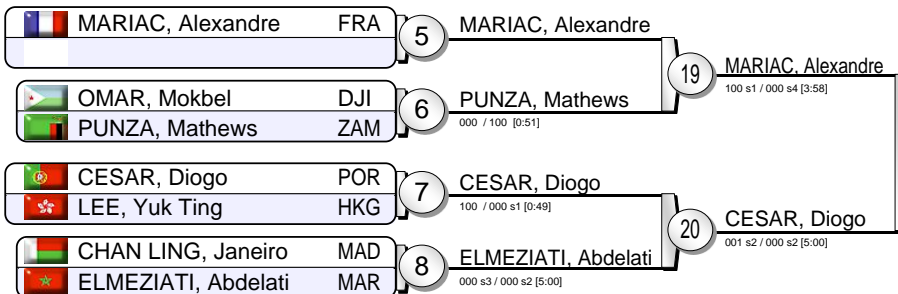 MARIAC, Alexandre FRA
5
MARIAC, Alexandre
19
MARIAC, Alexandre
100 s1 / 000 s4 [3:58]
OMAR, Mokbel DJI
PUNZA, Mathews ZAM
6
PUNZA, Mathews
000 / 100 [0:51]
CESAR, Diogo POR
LEE, Yuk Ting HKG
7
CESAR, Diogo
100 / 000 s1 [0:49]
20
CESAR, Diogo
001 s2 / 000 s2 [5:00]
CHAN LING, Janeiro MAD
ELMEZIATI, Abdelati MAR
8
ELMEZIATI, Abdelati
000 s3 / 000 s2 [5:00]